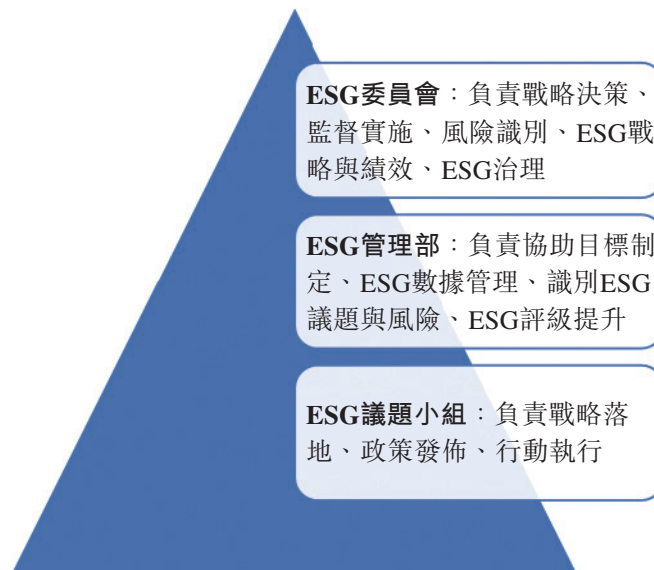 ESG委員會：負責戰略決策、
監督實施、風險識別、ESG戰
略與績效、ESG治理
ESG管理部：負責協助目標制
定、ESG數據管理、識別ESG
議題與風險、ESG評級提升
ESG議題小組：負責戰略落
地、政策發佈、行動執行